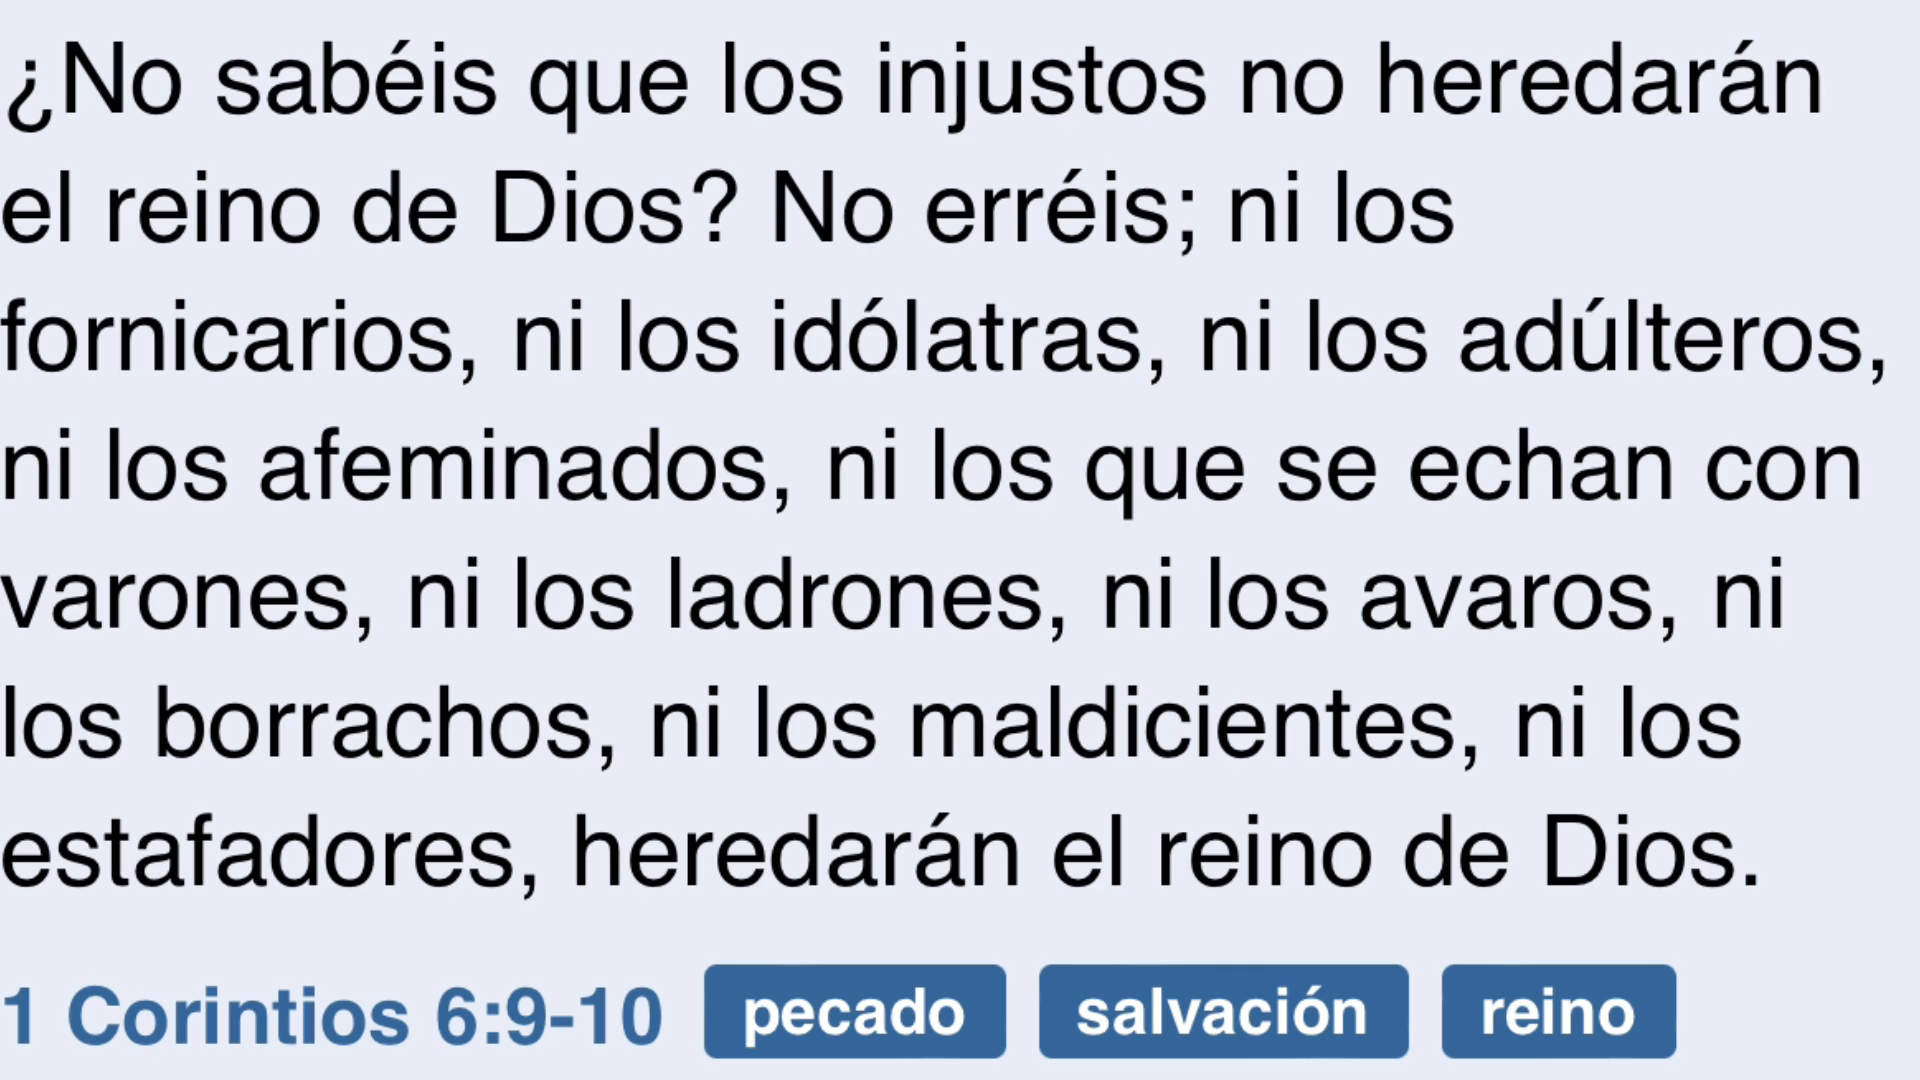 ¿No sabéis que los injustos no heredarán
el reino de Dios? No erréis; ni los
fornicarios, ni los idólatras, ni los adúlteros,
ni los afeminados, ni los que se echan con
varones, ni los ladrones, ni los avaros, ni
los borrachos, ni los maldicientes, ni los
estafadores, heredarán el reino de Dios.
1 Corintios 6:9-10 pecado salvación reino